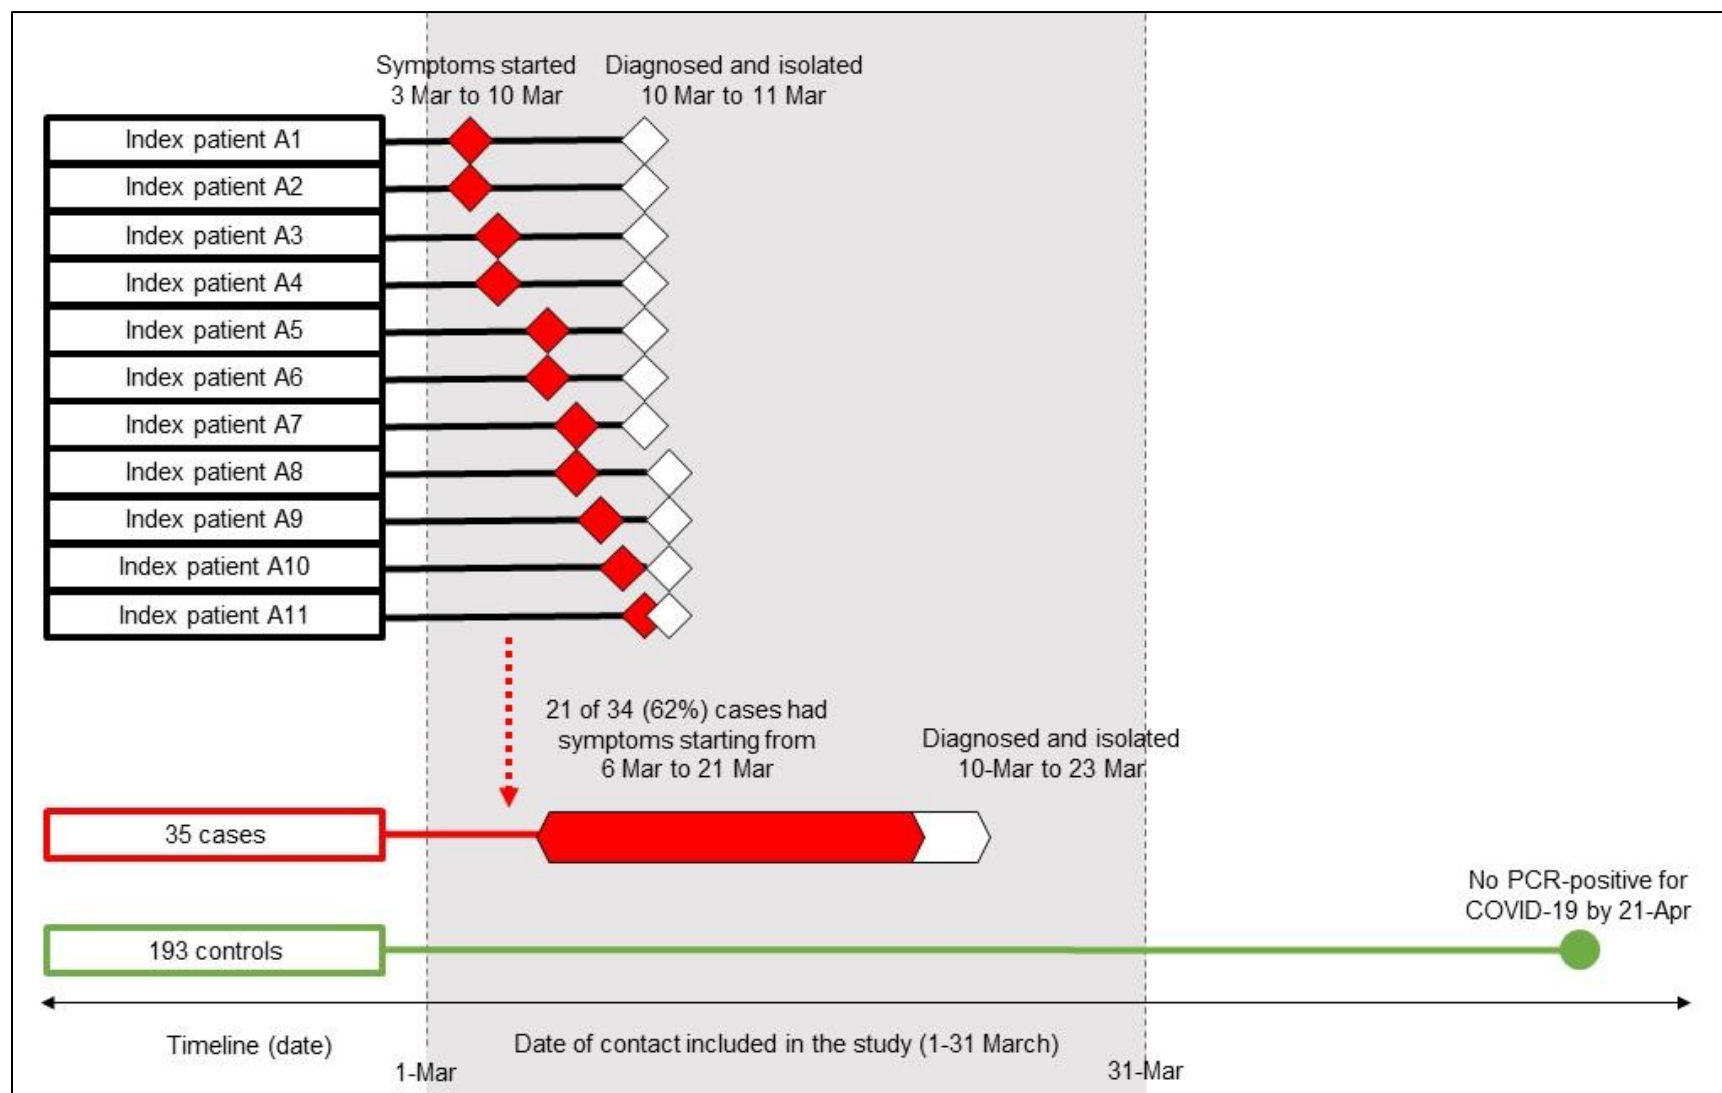 Symptoms started
3 Mar to 10 Mar
Diagnosed and isolated
10 Mar to 11 Mar
Index patient A1
Index patient A2
Index patient A3
Index patient A4
Index patient A5
Index patient A6
Index patient A7
Index patient A8
Index patient A9
Index patient A10
Index patient A11
21 of 34 (62%) cases had
symptoms starting from
6 Mar to 21 Mar
Diagnosed and isolated
10-Mar to 23 Mar
35 cases
No PCR-positive for
COVID-19 by 21-Apr
193 controls
Timeline (date)
Date of contact included in the study (1-31 March)
1-Mar
31-Mar